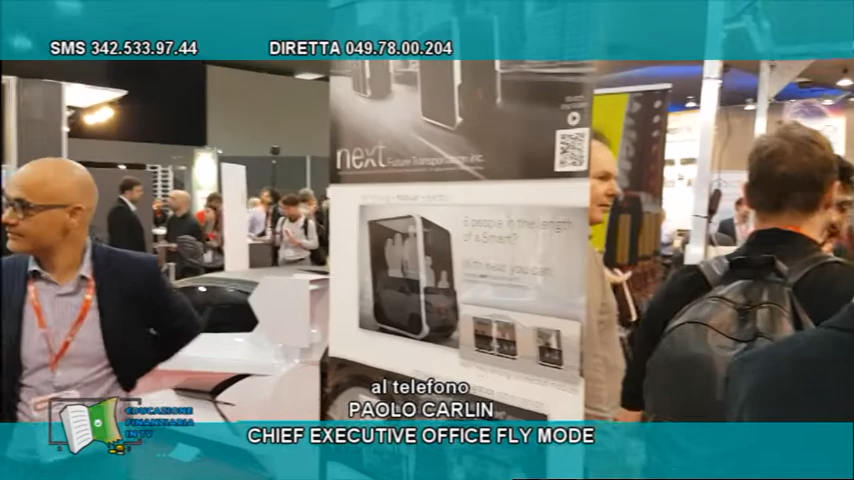 SMS 342.533.97.44
DIRETTA 049.78.00.204
next Future Transportation inc.
6 people in the length
of a Smart?
With next you can!
al telefono
PAOLO CARLIN
CHIEF EXECUTIVE OFFICE FLY MODE
EDUCAZIONE
FINANZIARIA
IN TV